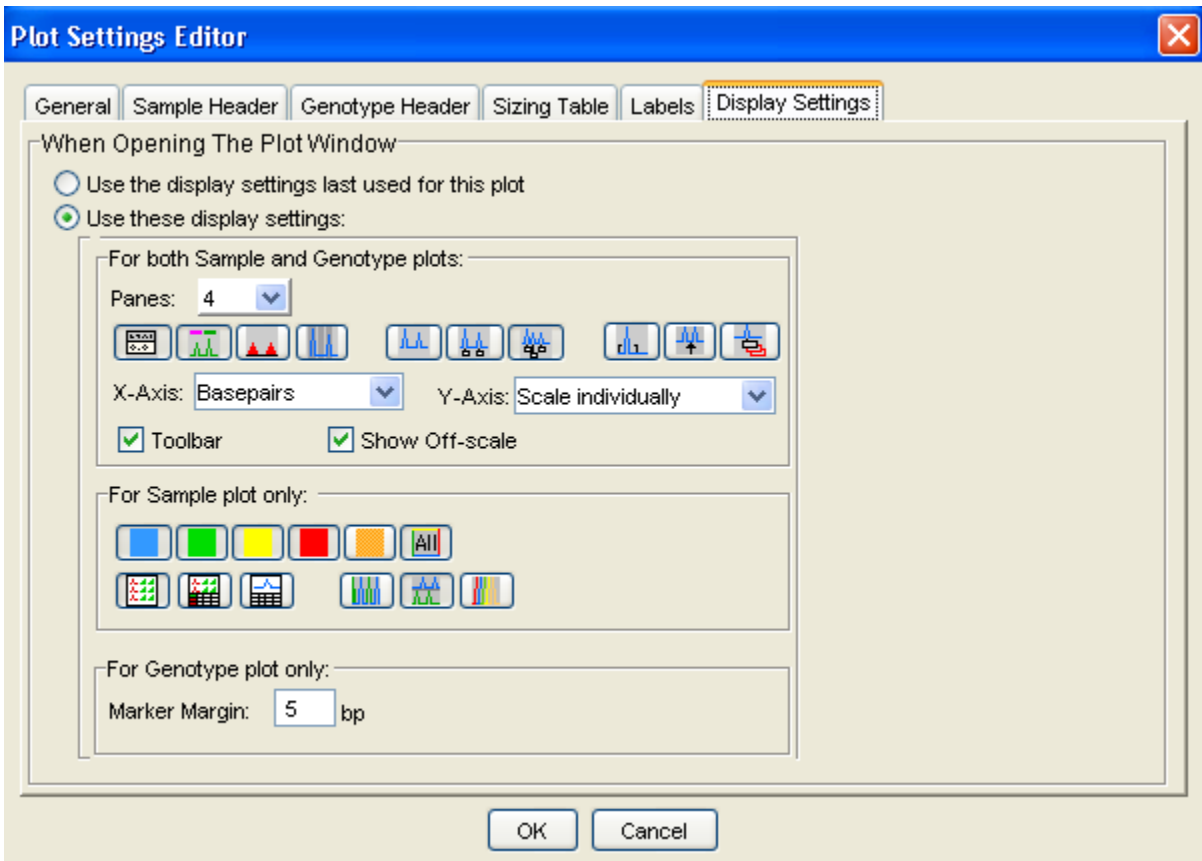 Plot Settings Editor
General Sample Header Genotype Header Sizing Table Labels Display Settings
When Opening The Plot Window
Use the display settings last used for this plot
Use these display settings:
For both Sample and Genotype plots:
Panes: 4
X-Axis: Basepairs Y-Axis: Scale individually
Toolbar Show Off-scale
For Sample plot only:
All
For Genotype plot only:
Marker Margin: 5 bp
OK Cancel